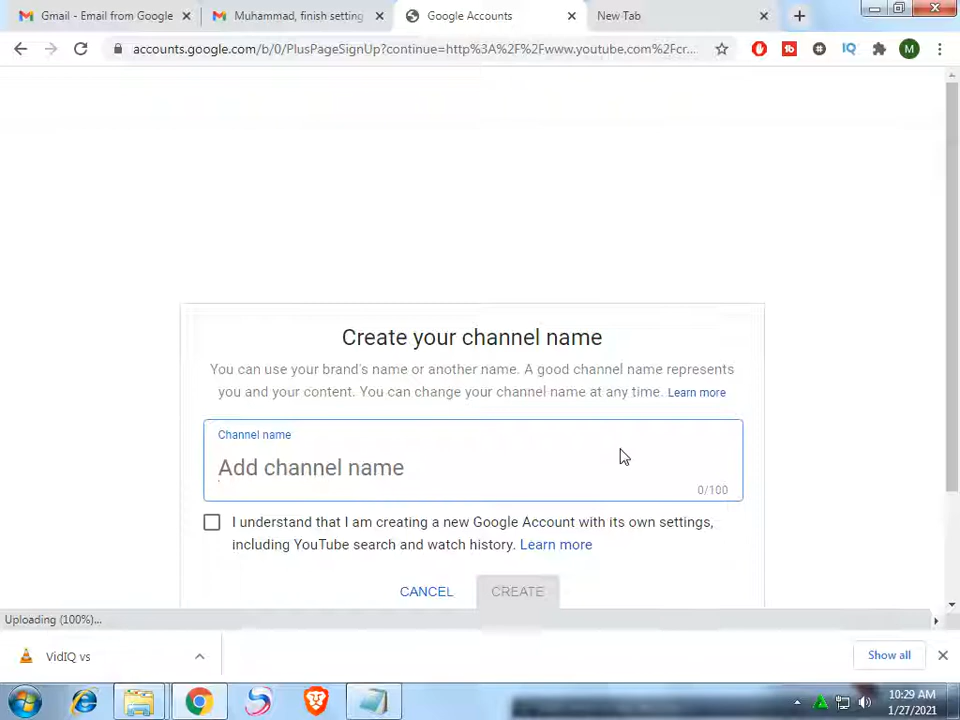 Gmail - Email from Google
Muhammad, finish setting
Google Accounts
New Tab
accounts.google.com/b/0/PlusPageSignUp?continue=http%3A%2F%2Fwww.youtube.com%2Fcr...
IQ
M
Create your channel name
You can use your brand's name or another name. A good channel name represents
you and your content. You can change your channel name at any time. Learn more
Channel name
Add channel name
0/100
I understand that I am creating a new Google Account with its own settings,
including YouTube search and watch history. Learn more
CANCEL CREATE
Uploading (100%)...
VidIQ vs
Show all
10:29 AM
1/27/2021